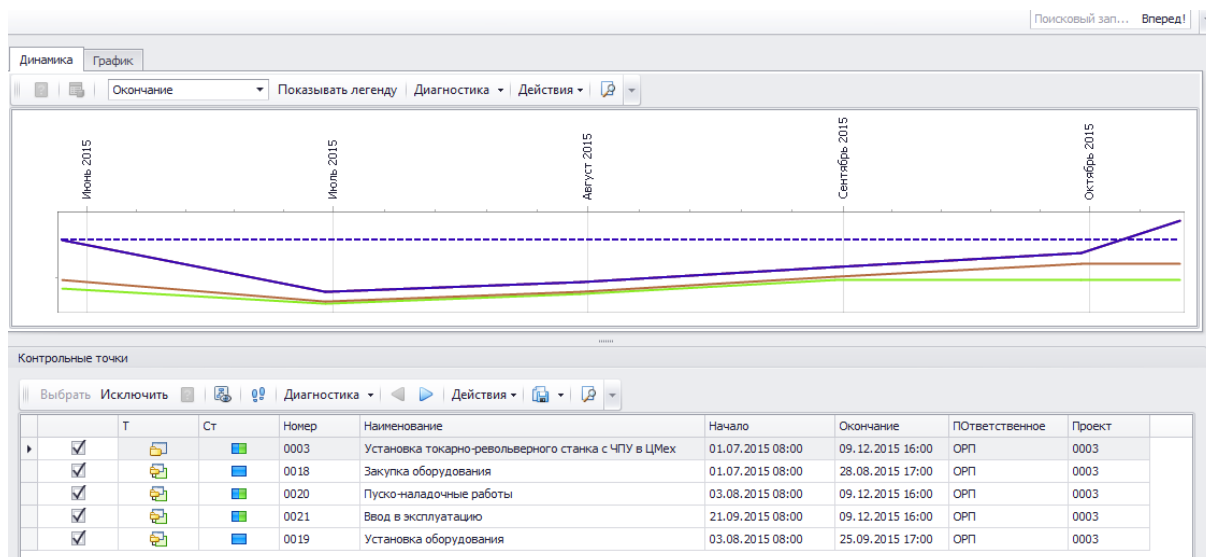 Поисковый зап... Вперед!
Динамика График
Окончание Показывать легенду Диагностика Действия
Июнь 2015 Июль 2015 Август 2015 Сентябрь 2015 Октябрь 2015
Контрольные точки
Выбрать Исключить Диагностика Действия
Т Ст Номер Наименование Начало Окончание ПОтветственное Проект
0003 Установка токарно-револьверного станка с ЧПУ в ЦМех 01.07.2015 08:00 09.12.2015 16:00 ОРП 0003
0018 Закупка оборудования 01.07.2015 08:00 28.08.2015 17:00 ОРП 0003
0020 Пуско-наладочные работы 03.08.2015 08:00 09.12.2015 16:00 ОРП 0003
0021 Ввод в эксплуатацию 21.09.2015 08:00 09.12.2015 16:00 ОРП 0003
0019 Установка оборудования 03.08.2015 08:00 25.09.2015 17:00 ОРП 0003